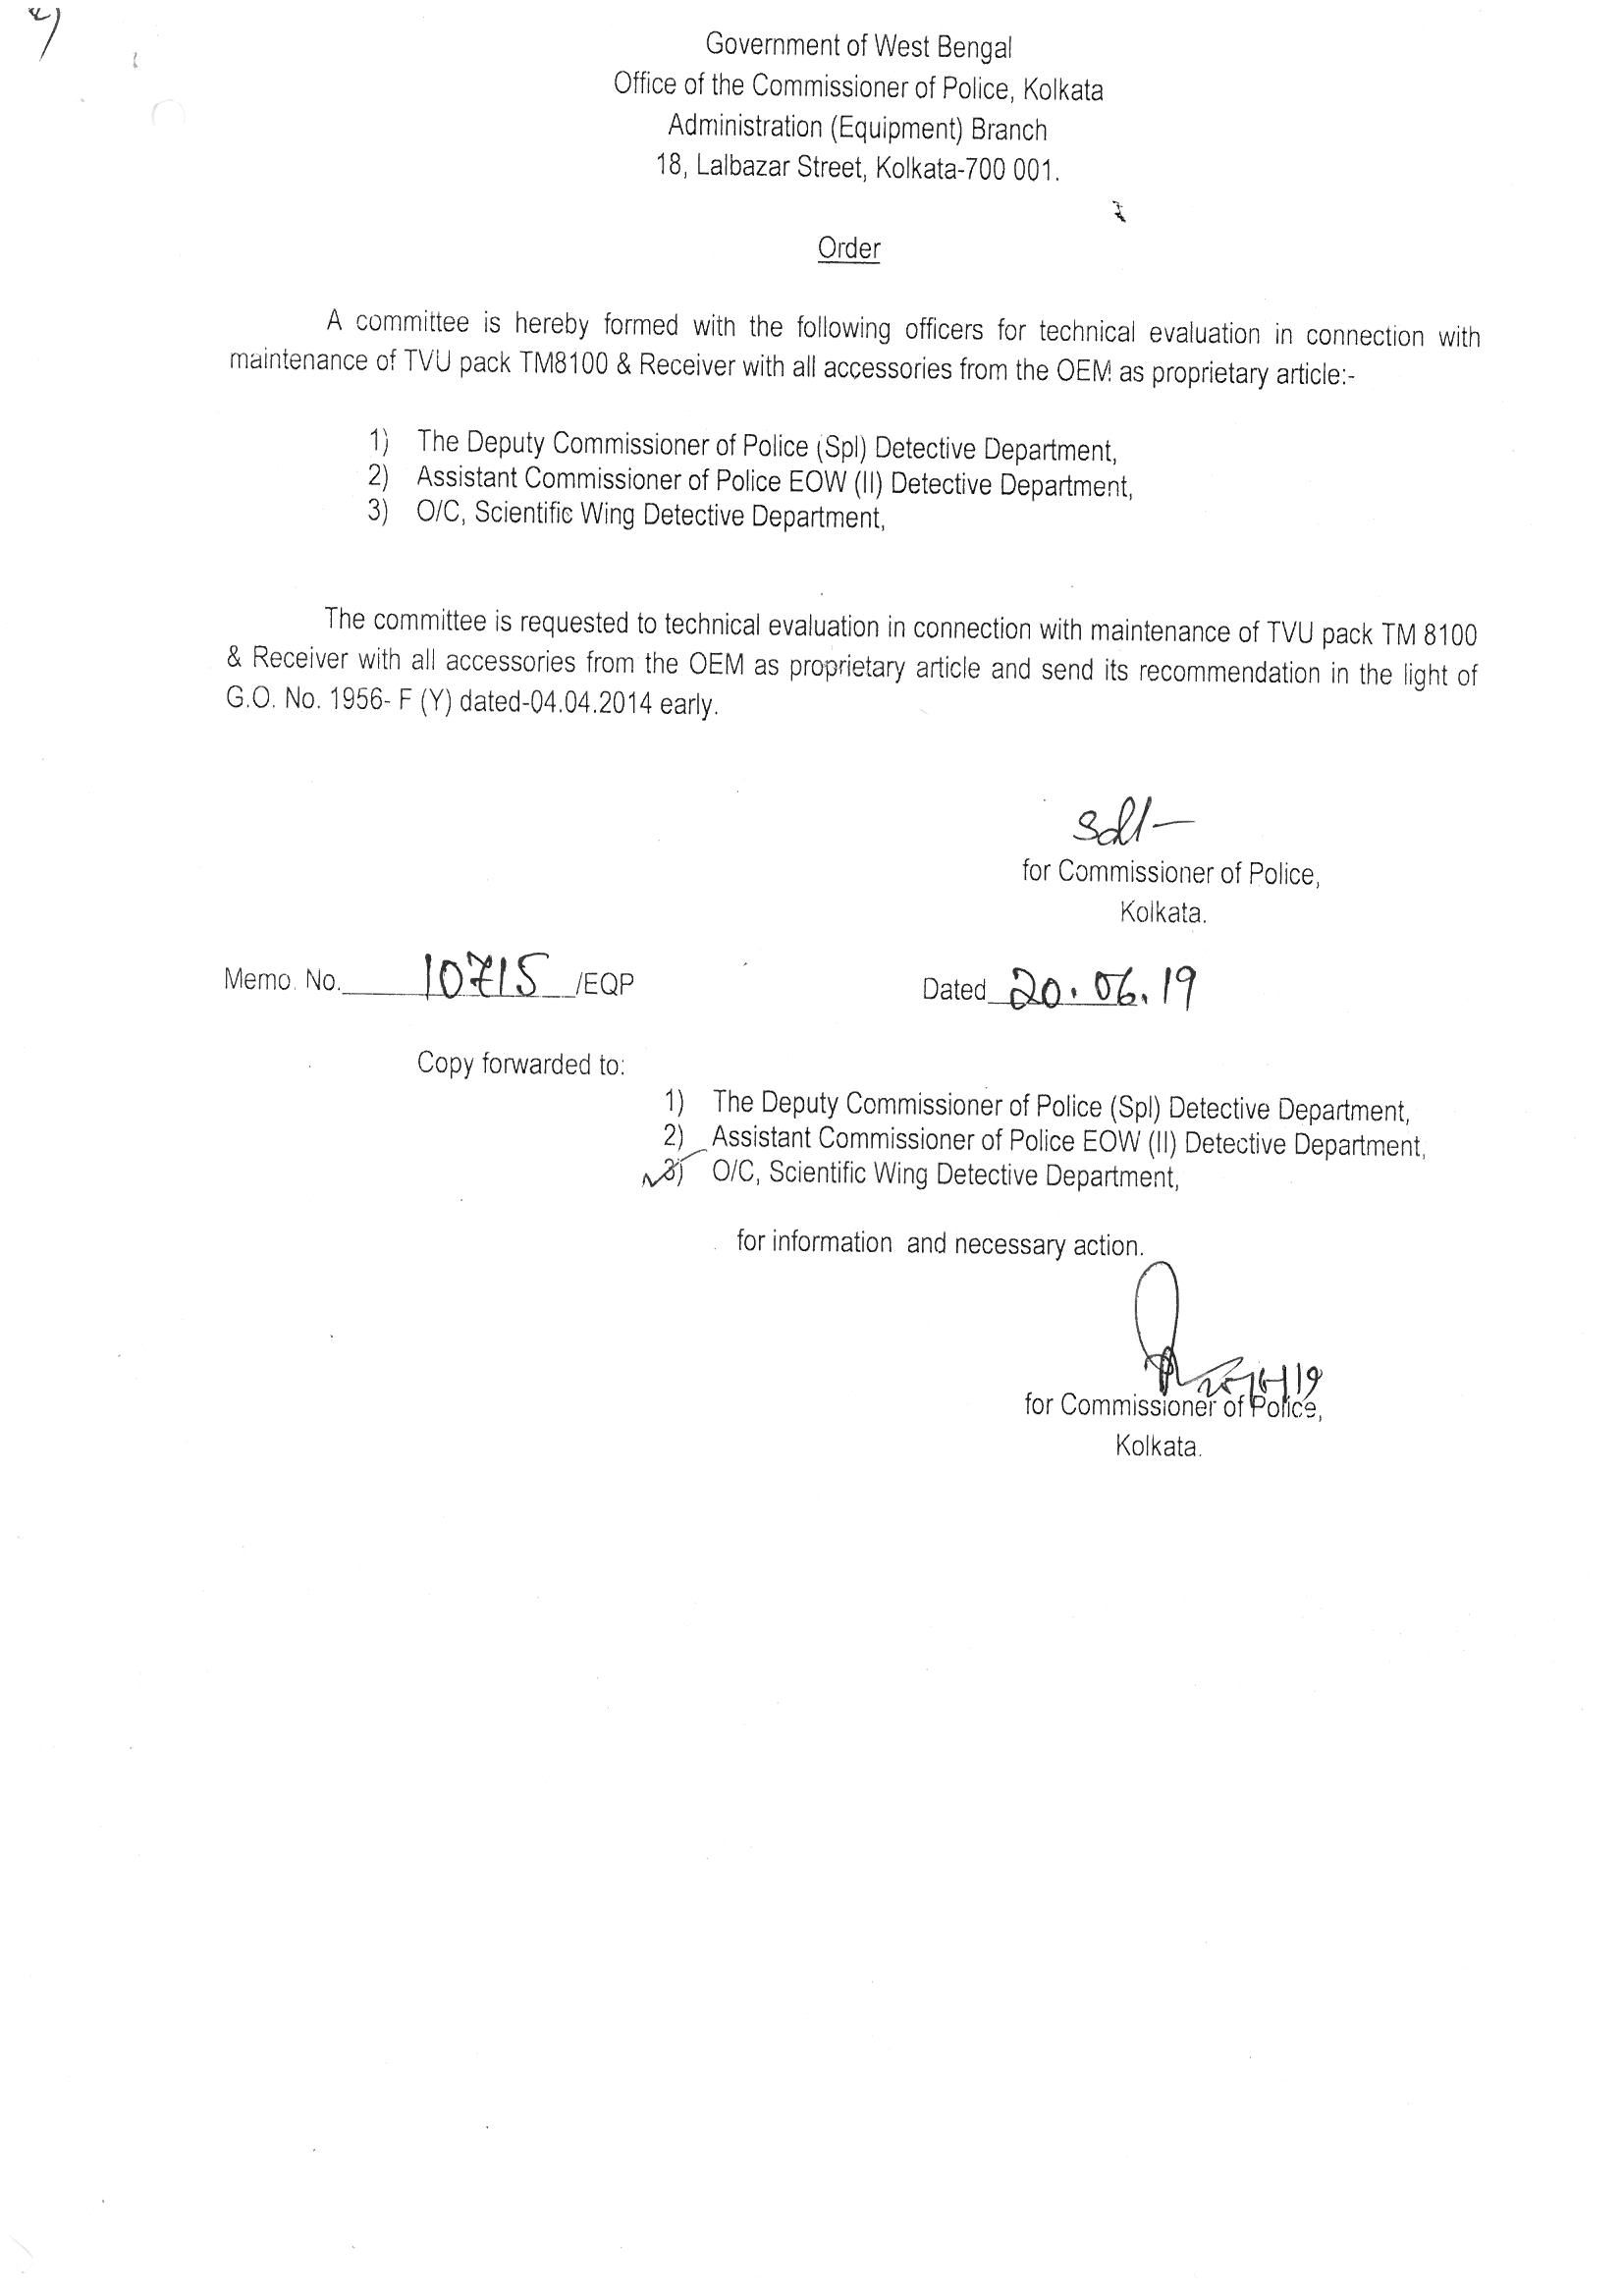 Government of West Bengal
Office of the Commissioner of Police, Kolkata
Administration (Equipment) Branch
18, Lalbazar Street, Kolkata-700 001.
Order
A committee is hereby formed with the following officers for technical evaluation in connection with
maintenance of TVU pack TM8100 & Receiver with all accessories from the OEM as proprietary article:-
1) The Deputy Commissioner of Police (Spl) Detective Department,
2) Assistant Commissioner of Police EOW (II) Detective Department,
3) O/C, Scientific Wing Detective Department,
The committee is requested to technical evaluation in connection with maintenance of TVU pack TM 8100
& Receiver with all accessories from the OEM as proprietary article and send its recommendation in the light of
G.O. No. 1956- F (Y) dated-04.04.2014 early.
Sd/-
for Commissioner of Police,
Kolkata.
Memo. No. 10715 /EQP Dated 20.06.19
Copy forwarded to:
1) The Deputy Commissioner of Police (Spl) Detective Department,
2) Assistant Commissioner of Police EOW (II) Detective Department,
3) O/C, Scientific Wing Detective Department,
for information and necessary action.
for Commissioner of Police,
Kolkata.